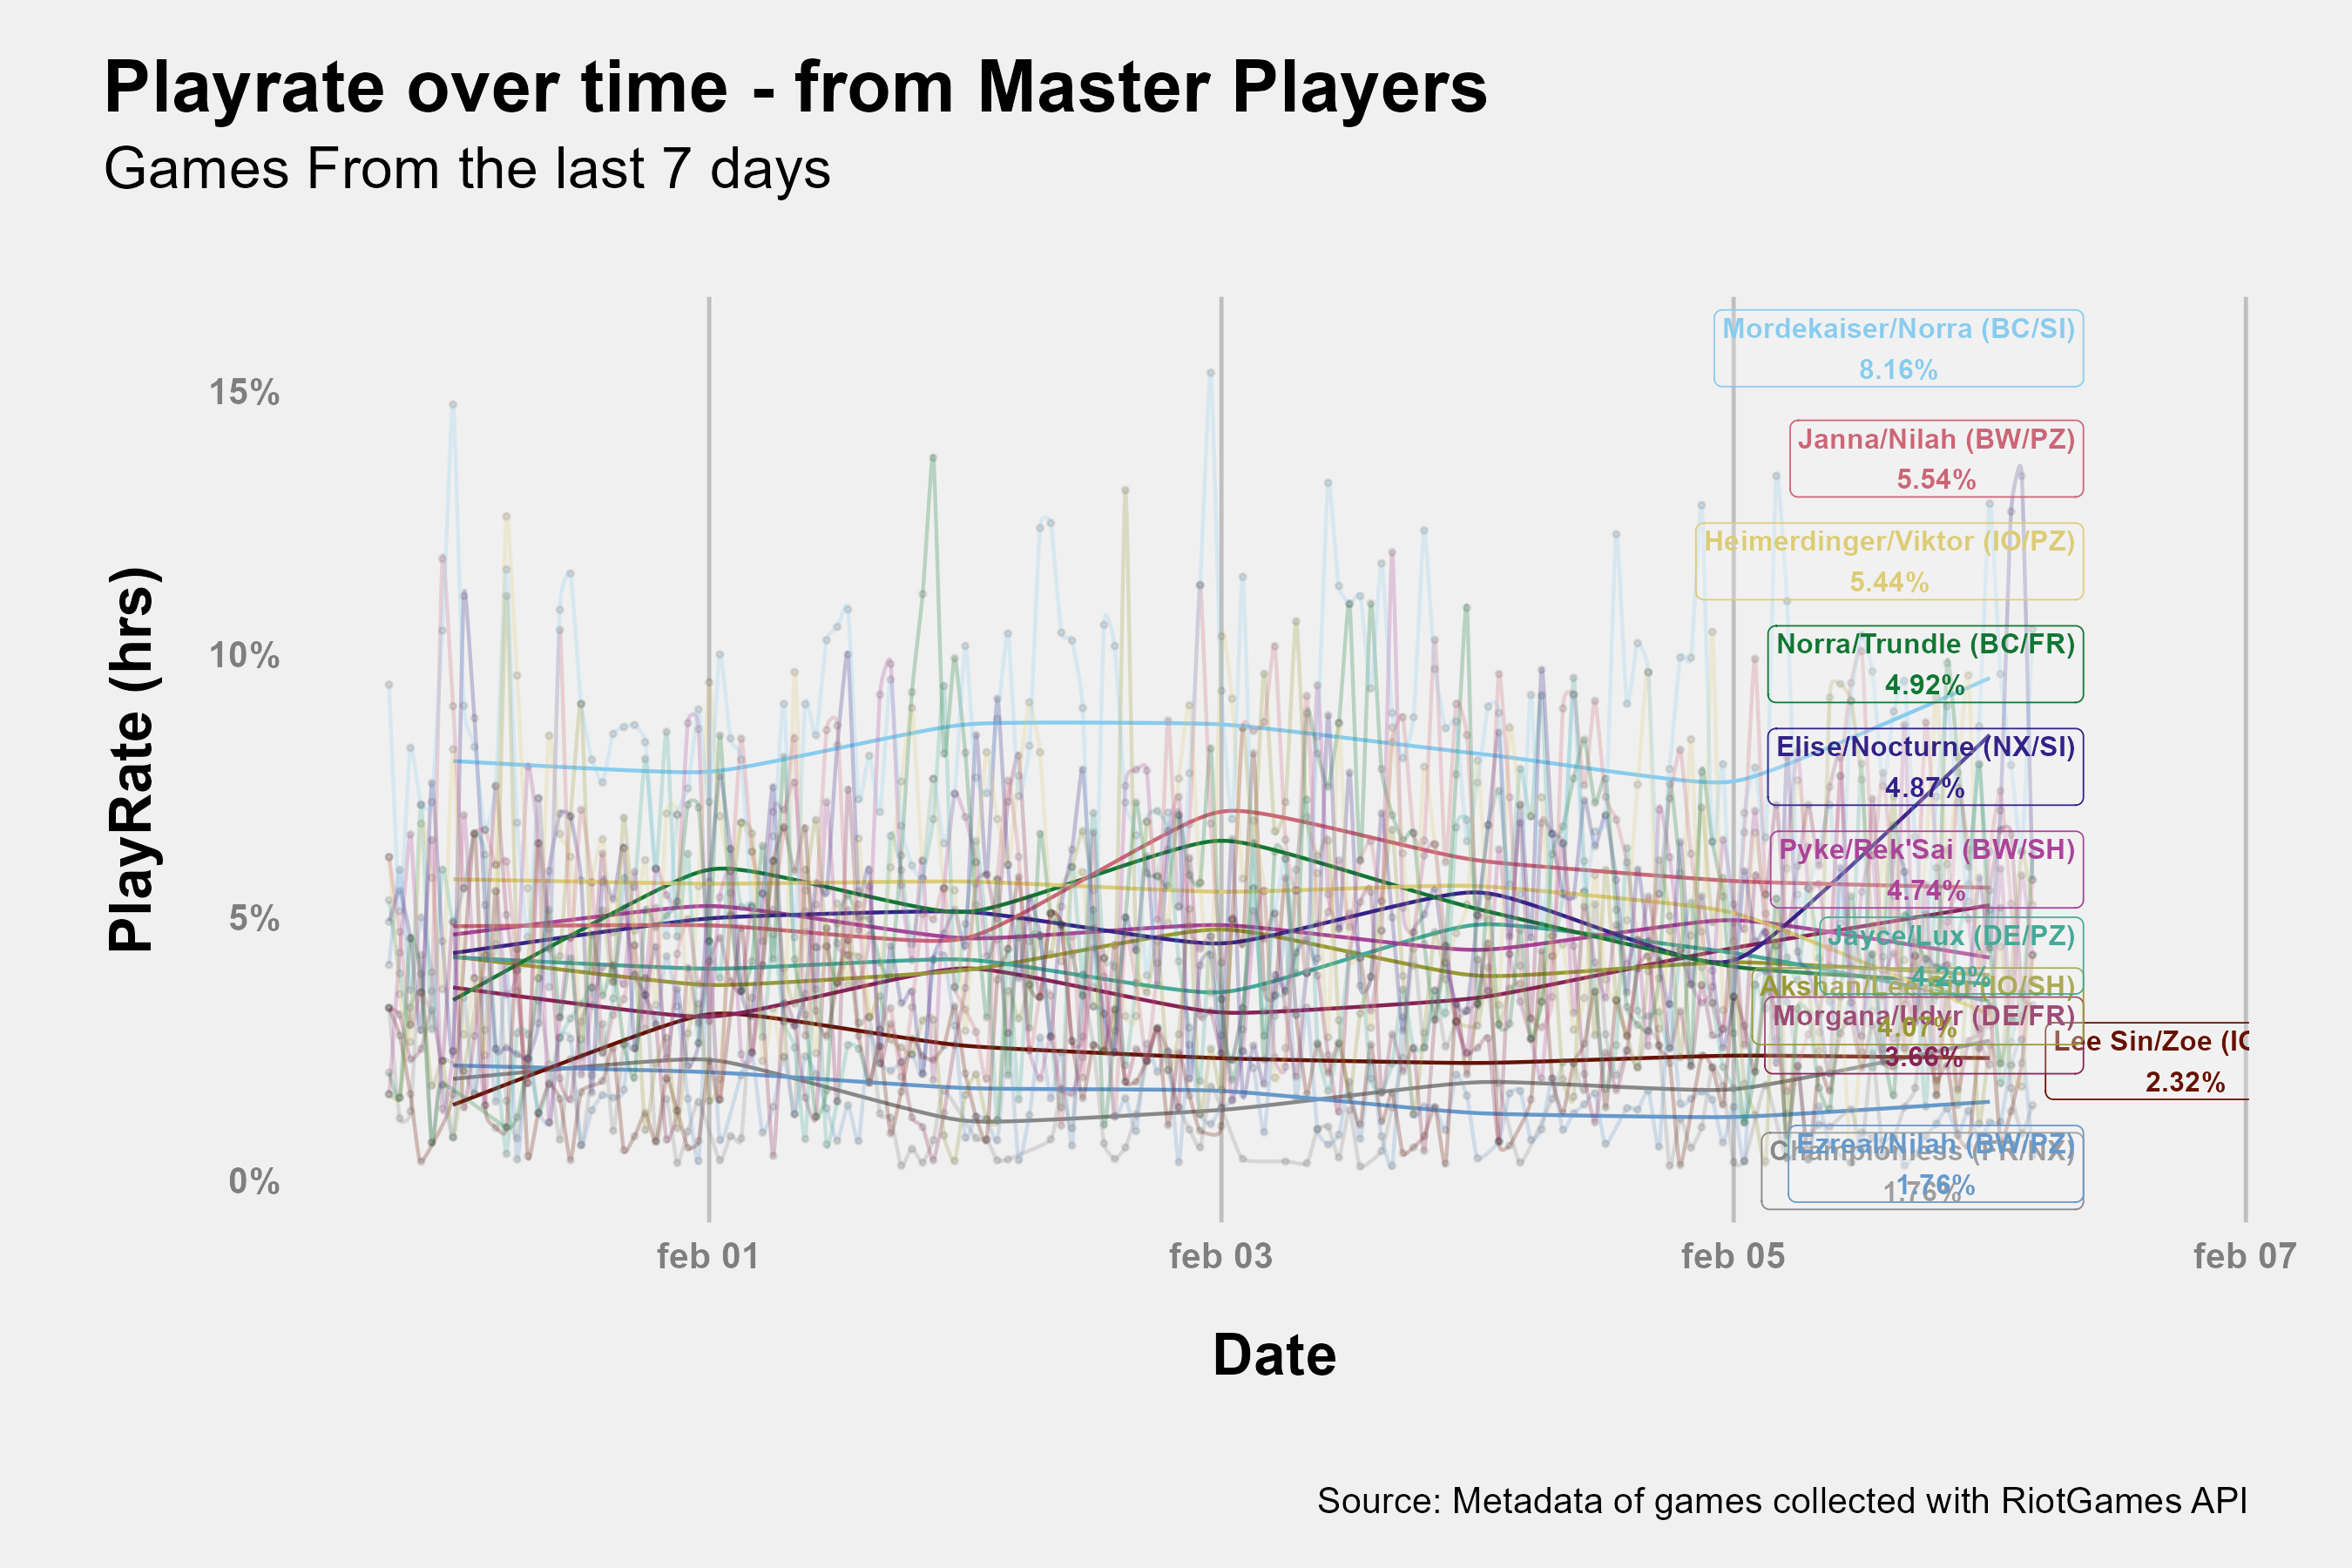 Playrate over time - from Master Players
Games From the last 7 days
PlayRate (hrs)
15%
10%
5%
0%
Mordekaiser/Norra (BC/SI)
8.16%
Janna/Nilah (BW/PZ)
5.54%
Heimerdinger/Viktor (IO/PZ)
5.44%
Norra/Trundle (BC/FR)
4.92%
Elise/Nocturne (NX/SI)
4.87%
Pyke/Rek'Sai (BW/SH)
4.74%
Jayce/Lux (DE/PZ)
4.20%
Akshan/Lee Sin (IO/SH)
4.07%
Morgana/Udyr (DE/FR)
3.66%
Lee Sin/Zoe (IO
2.32%
Ezreal/Nilah (BW/PZ)
1.76%
Championless (FR/NX)
1.76%
feb 01
feb 03
feb 05
feb 07
Date
Source: Metadata of games collected with RiotGames API